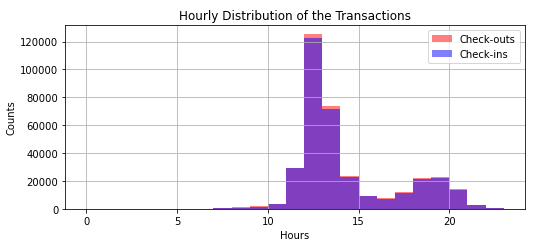 Hourly Distribution of the Transactions
Check-outs
Check-ins
Counts
120000
100000
80000
60000
40000
20000
0
0 5 10 15 20
Hours